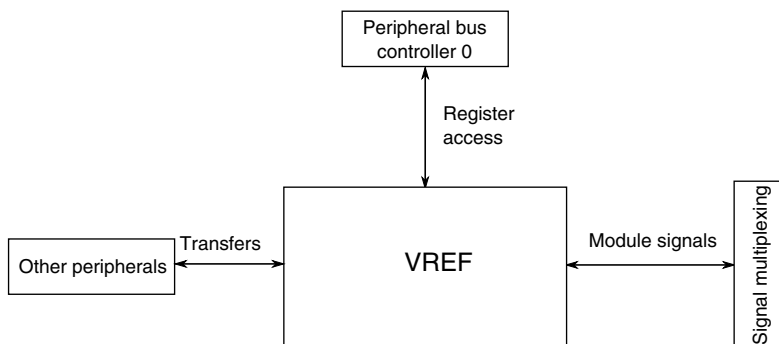 Peripheral bus
controller 0
Register
access
Transfers
Other peripherals
VREF
Module signals
Signal multiplexing